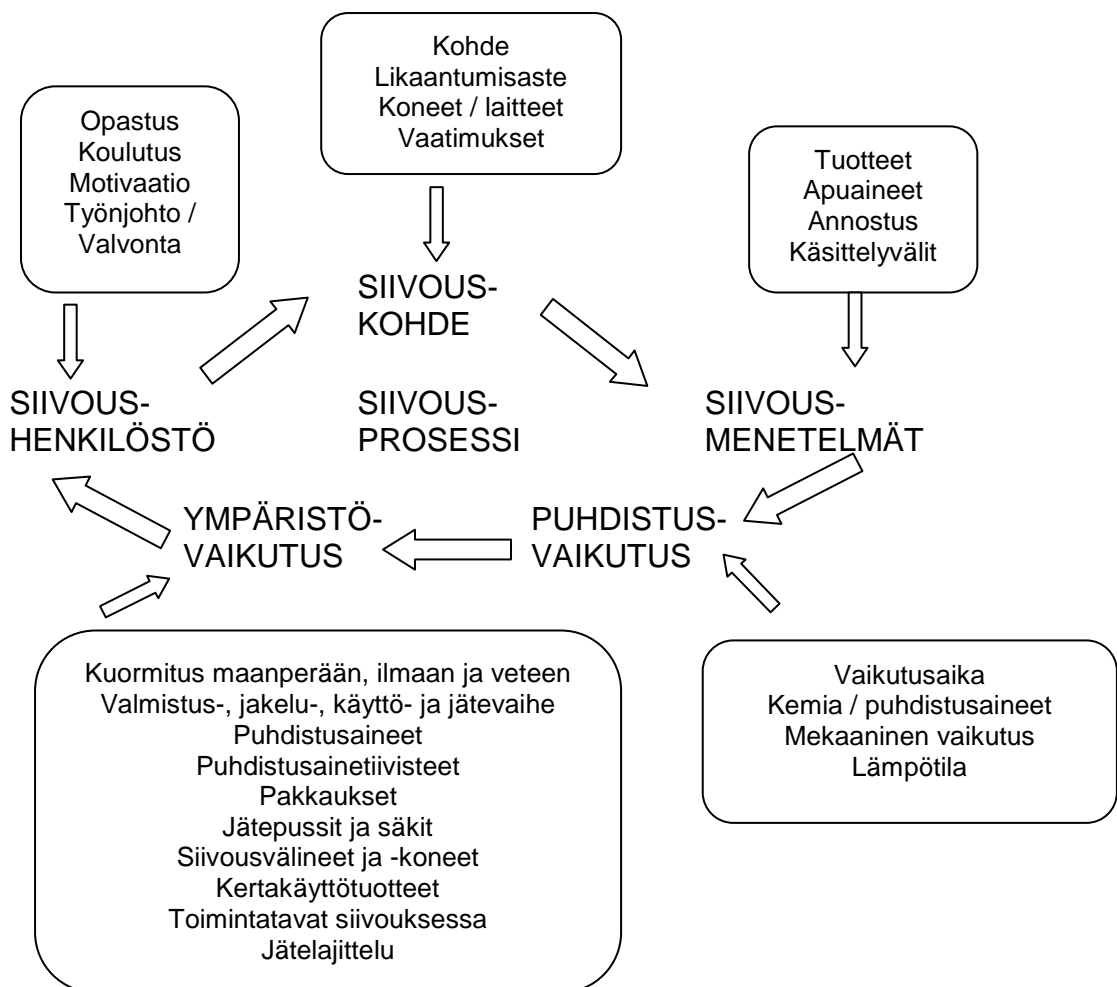 Kohde
Likaantumisaste
Koneet / laitteet
Vaatimukset
Opastus
Koulutus
Motivaatio
Työnjohto /
Valvonta
Tuotteet
Apuaineet
Annostus
Käsittelyvälit
SIIVOUS-
KOHDE
SIIVOUS-
HENKILÖSTÖ
SIIVOUS-
PROSESSI
SIIVOUS-
MENETELMÄT
YMPÄRISTÖ-
VAIKUTUS
PUHDISTUS-
VAIKUTUS
Kuormitus maanperään, ilmaan ja veteen
Valmistus-, jakelu-, käyttö- ja jätevaihe
Puhdistusaineet
Puhdistusainetiivisteet
Pakkaukset
Jätepussit ja säkit
Siivousvälineet ja -koneet
Kertakäyttötuotteet
Toimintatavat siivouksessa
Jätelajittelu
Vaikutusaika
Kemia / puhdistusaineet
Mekaaninen vaikutus
Lämpötila